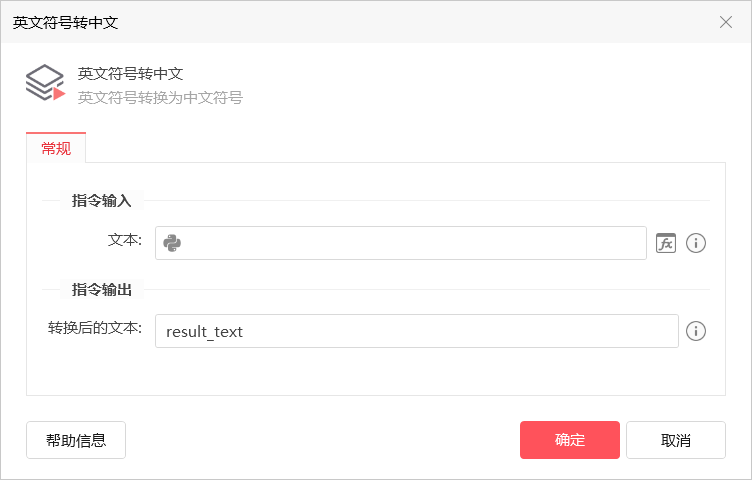 英文符号转中文
英文符号转中文
英文符号转换为中文符号
常规
指令输入
文本:
fx
指令输出
转换后的文本:
result_text
帮助信息
确定
取消